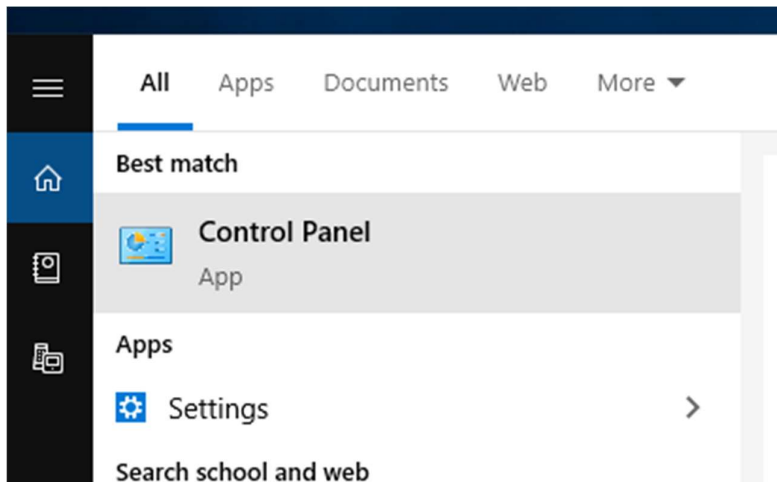 All Apps Documents Web More
Best match
Control Panel
App
Apps
Settings
Search school and web